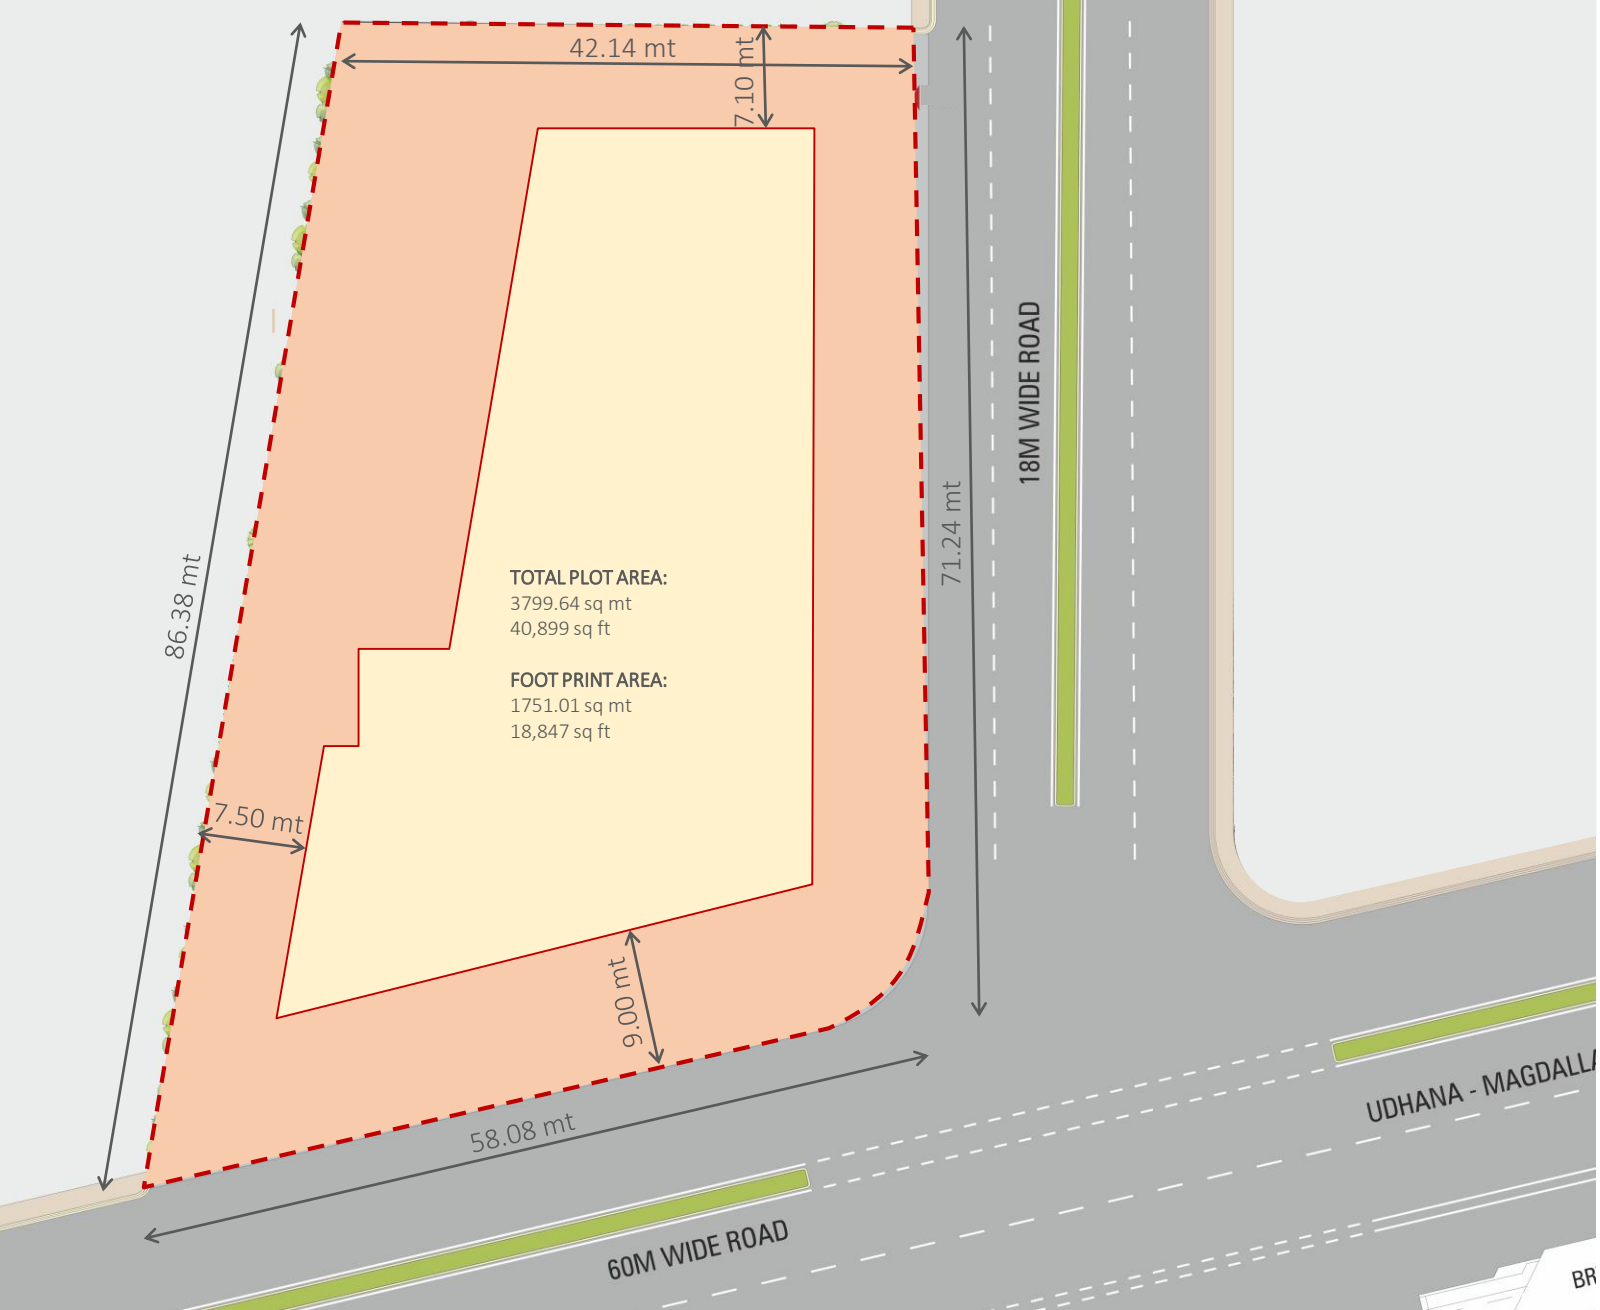 42.14 mt
7.10 mt
18M WIDE ROAD
71.24 mt
86.38 mt
TOTAL PLOT AREA:
3799.64 sq mt
40,899 sq ft
FOOT PRINT AREA:
1751.01 sq mt
18,847 sq ft
7.50 mt
9.00 mt
58.08 mt
UDHANA - MAGDALLA
60M WIDE ROAD
BR